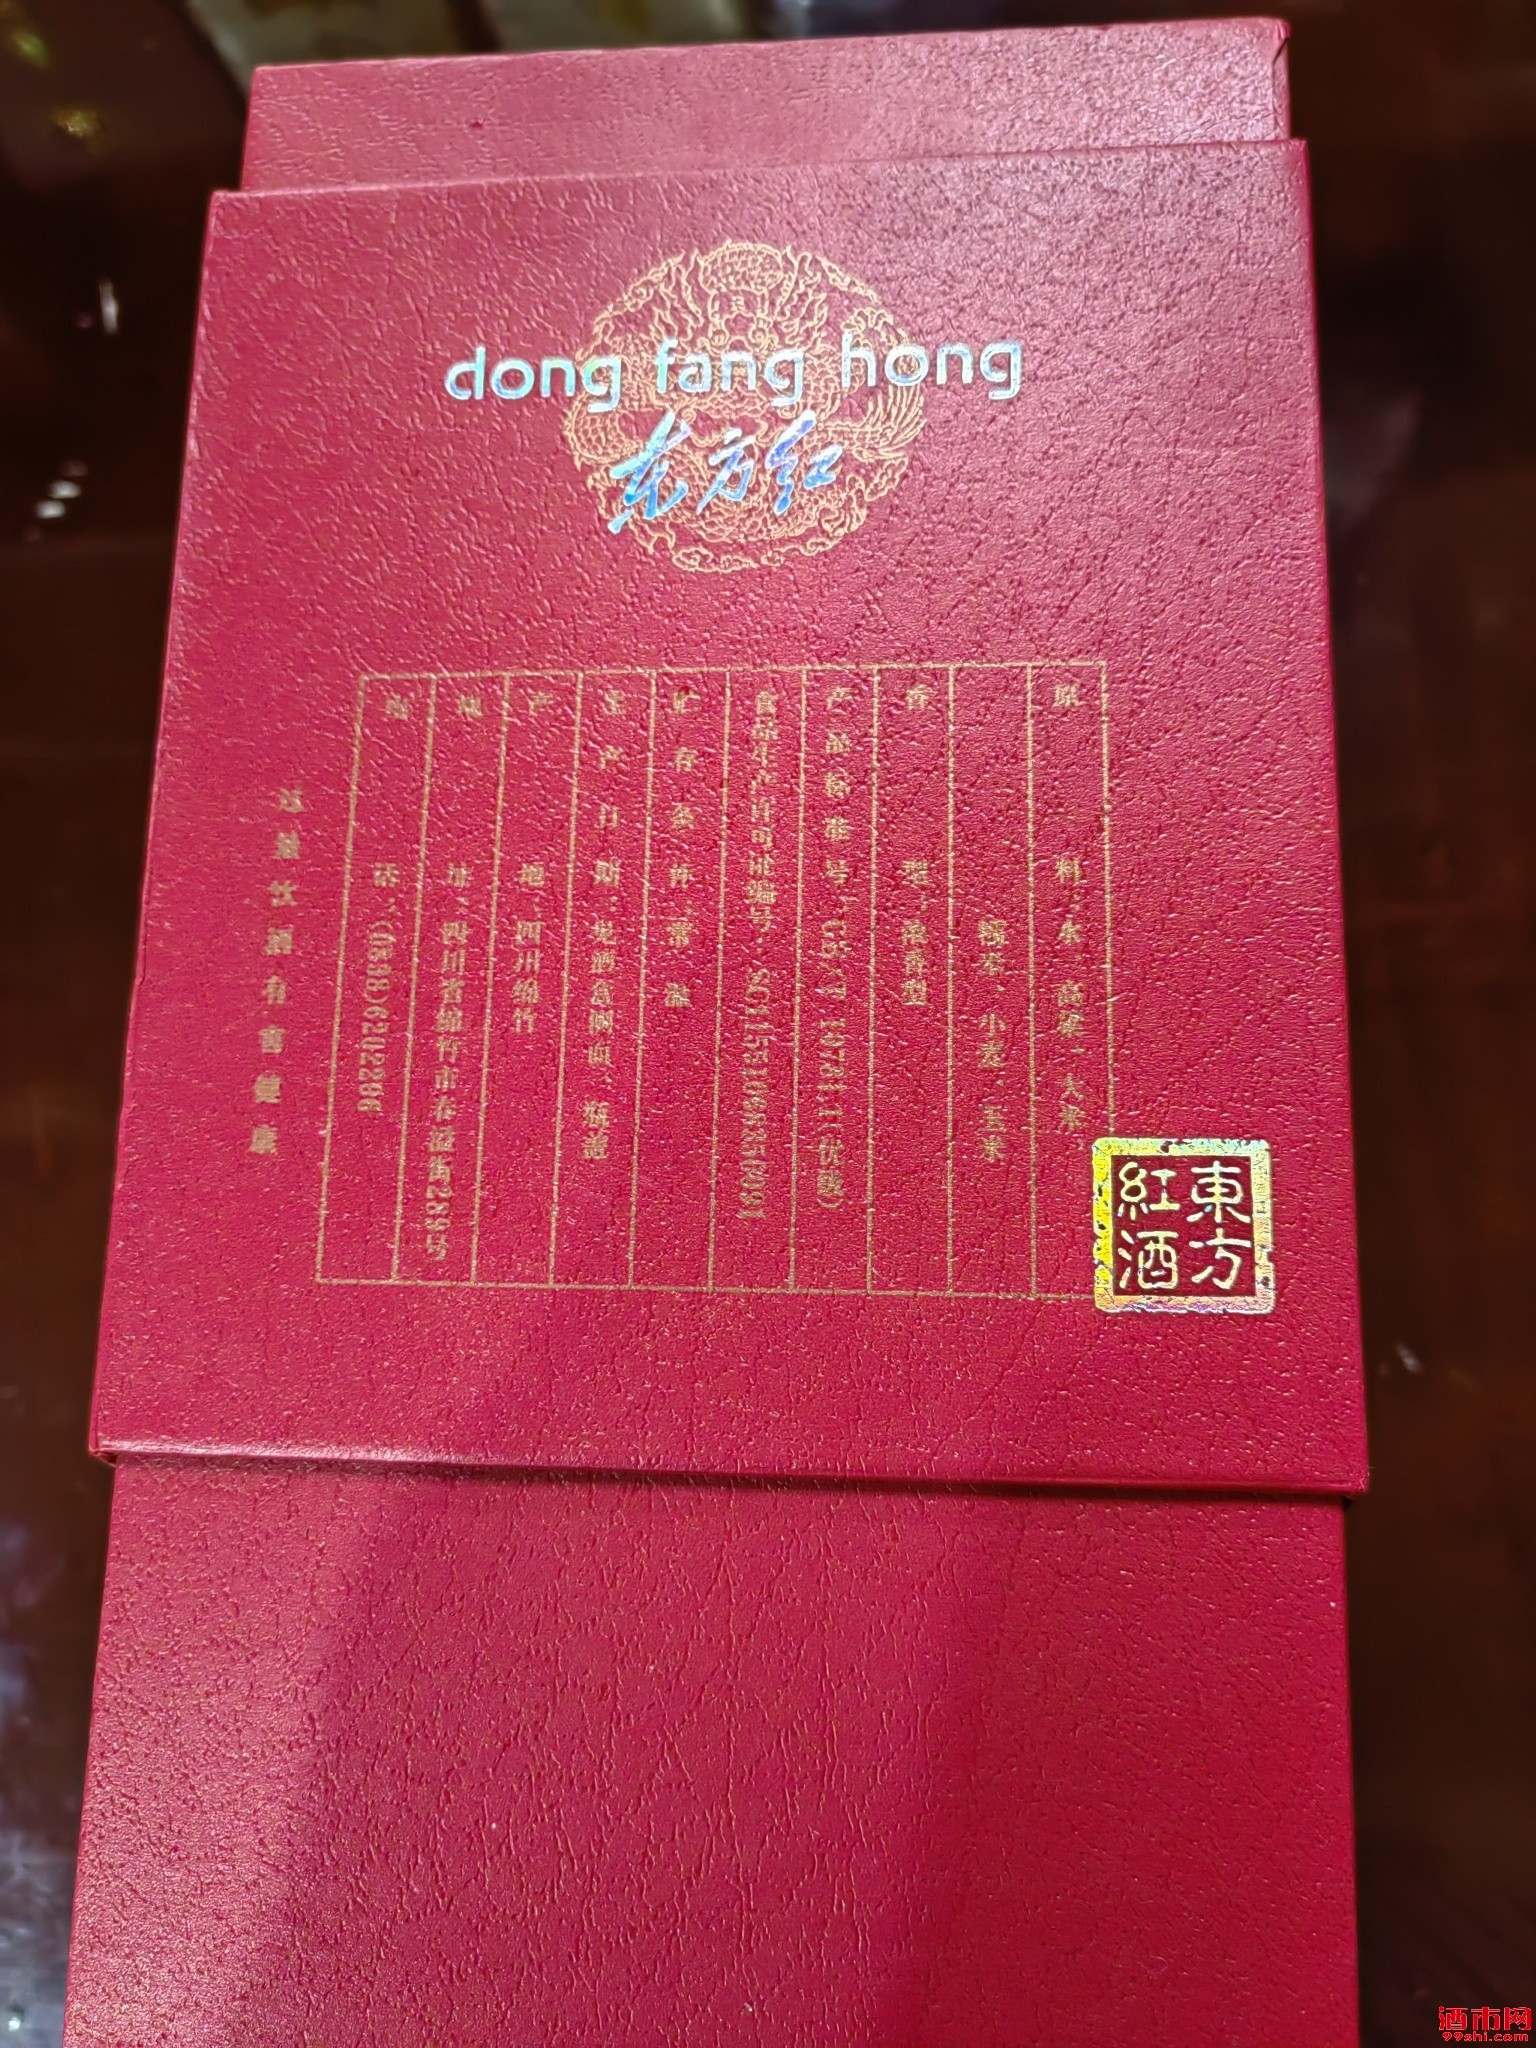 dong fang hong
东方红
原 料：水、高粱、大米、
糯米、小麦、玉米
香 型：浓香型
产品标准号：GB/T 10781.1(优级)
食品生产许可证编号：
贮存条件：常温
生产日期：见酒盒侧面、瓶盖
产 地：四川绵竹
地 址：四川省绵竹市春溢街289号
电 话：(0838)6202206
过量饮酒有害健康
東方
紅酒
酒市网
99shi.com